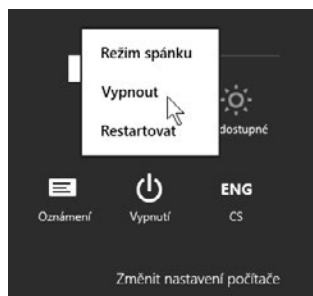 Režim spánku
Vypnout
Restartovat
dostupné
Oznámení
Vypnutí
ENG
CS
Změnit nastavení počítače